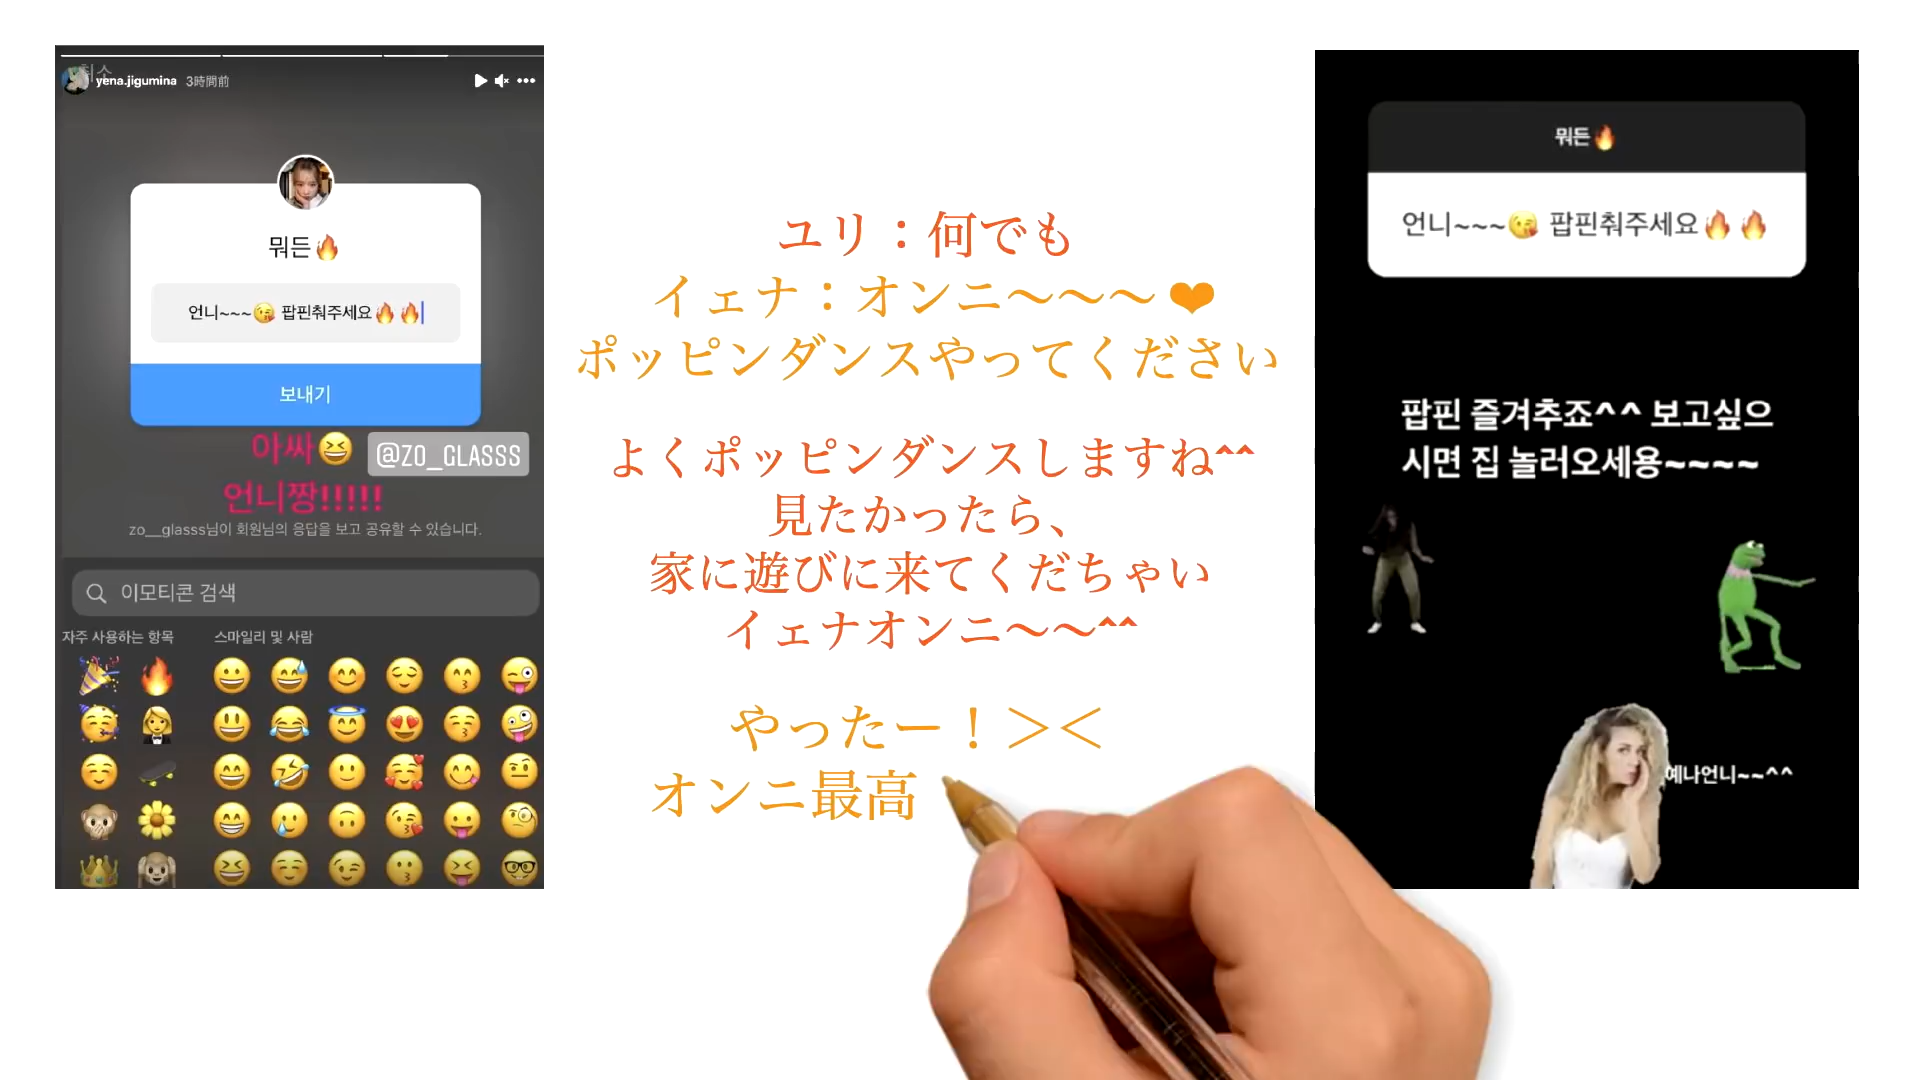 취소
yena.jigumina 3時間前
뭐든🔥
언니~~~😘 팝핀춰주세요🔥🔥
보내기
아싸😆 @ZO_GLASSS
언니짱!!!!!
zo__glasss님이 회원님의 응답을 보고 공유할 수 있습니다.
이모티콘 검색
자주 사용하는 항목 스마일리 및 사람
ユリ：何でも
イェナ：オンニ～～～❤
ポッピンダンスやってください
よくポッピンダンスしますね^^
見たかったら、
家に遊びに来てくだちゃい
イェナオンニ～～^^
やったー！＞＜
オンニ最高
뭐든🔥
언니~~~😘 팝핀춰주세요🔥🔥
팝핀 즐겨추죠^^ 보고싶으
시면 집 놀러오세용~~~~
예나언니~~^^